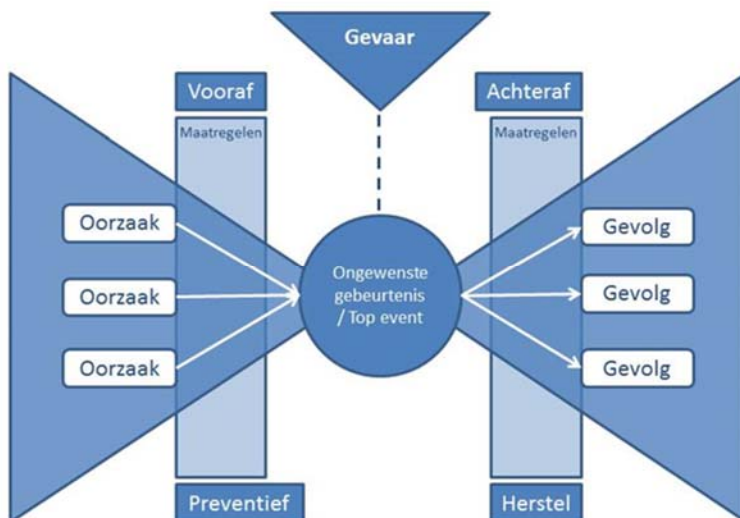 Gevaar
Vooraf
Achteraf
Maatregelen
Maatregelen
Oorzaak
Oorzaak
Oorzaak
Ongewenste
gebeurtenis
/ Top event
Gevolg
Gevolg
Gevolg
Preventief
Herstel